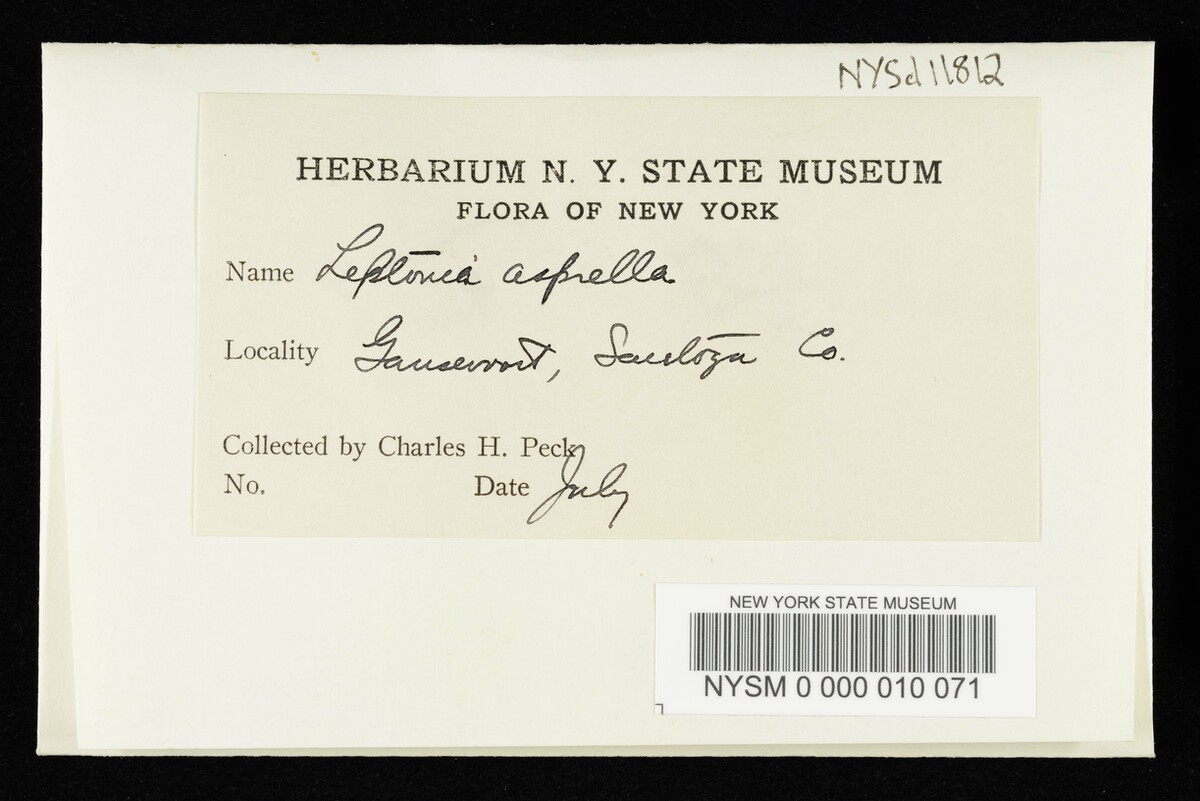 NYSd11812
HERBARIUM N. Y. STATE MUSEUM
FLORA OF NEW YORK
Name Leptonia asprella
Locality Gansevoort, Saratoga Co.
Collected by Charles H. Peck
No. Date July
NEW YORK STATE MUSEUM
NYSM 0 000 010 071